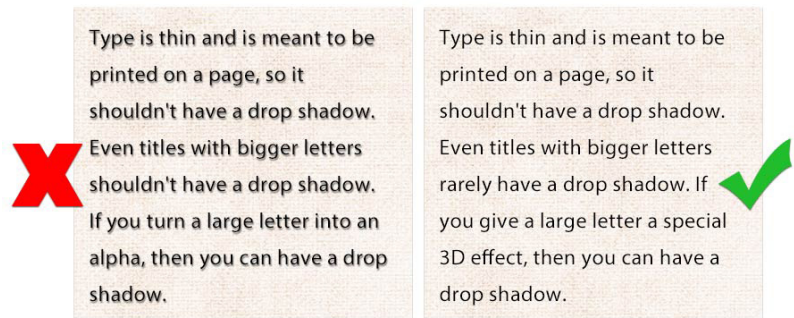 Type is thin and is meant to be
printed on a page, so it
shouldn't have a drop shadow.
Even titles with bigger letters
shouldn't have a drop shadow.
If you turn a large letter into an
alpha, then you can have a drop
shadow.
Type is thin and is meant to be
printed on a page, so it
shouldn't have a drop shadow.
Even titles with bigger letters
rarely have a drop shadow. If
you give a large letter a special
3D effect, then you can have a
drop shadow.